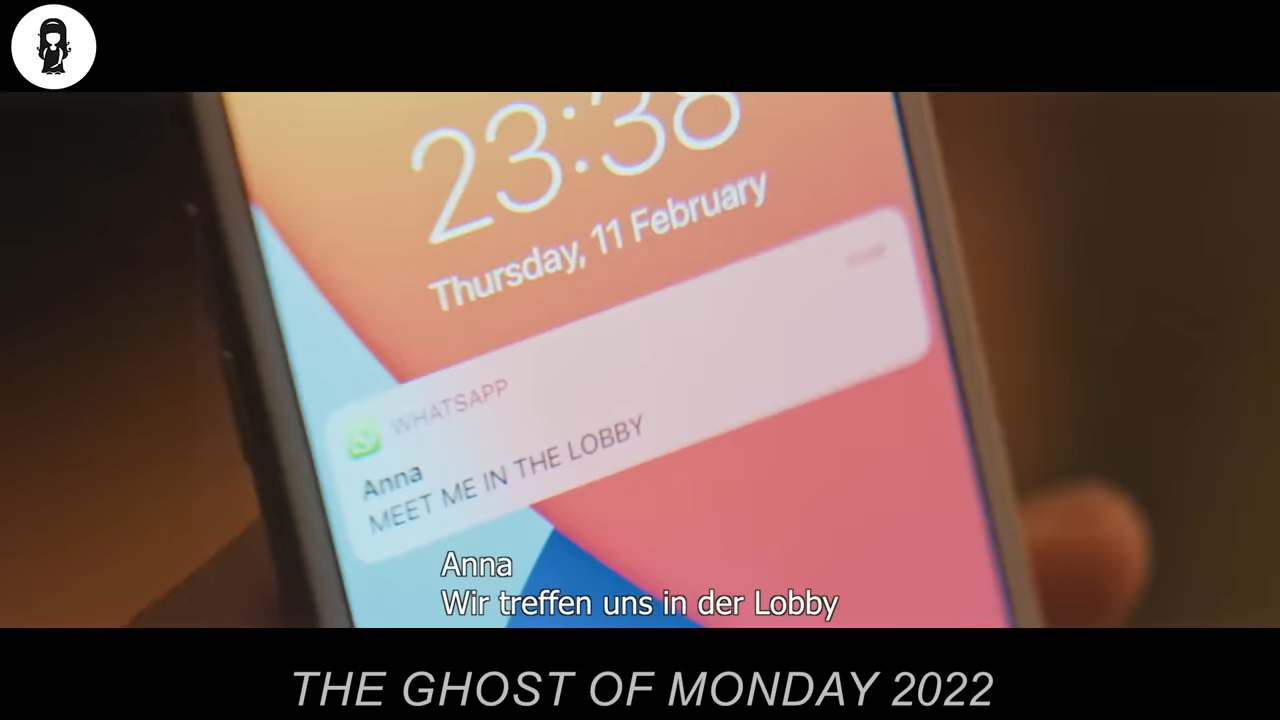 23:38
Thursday, 11 February
WHATSAPP
Anna
MEET ME IN THE LOBBY
Anna
Wir treffen uns in der Lobby
THE GHOST OF MONDAY 2022